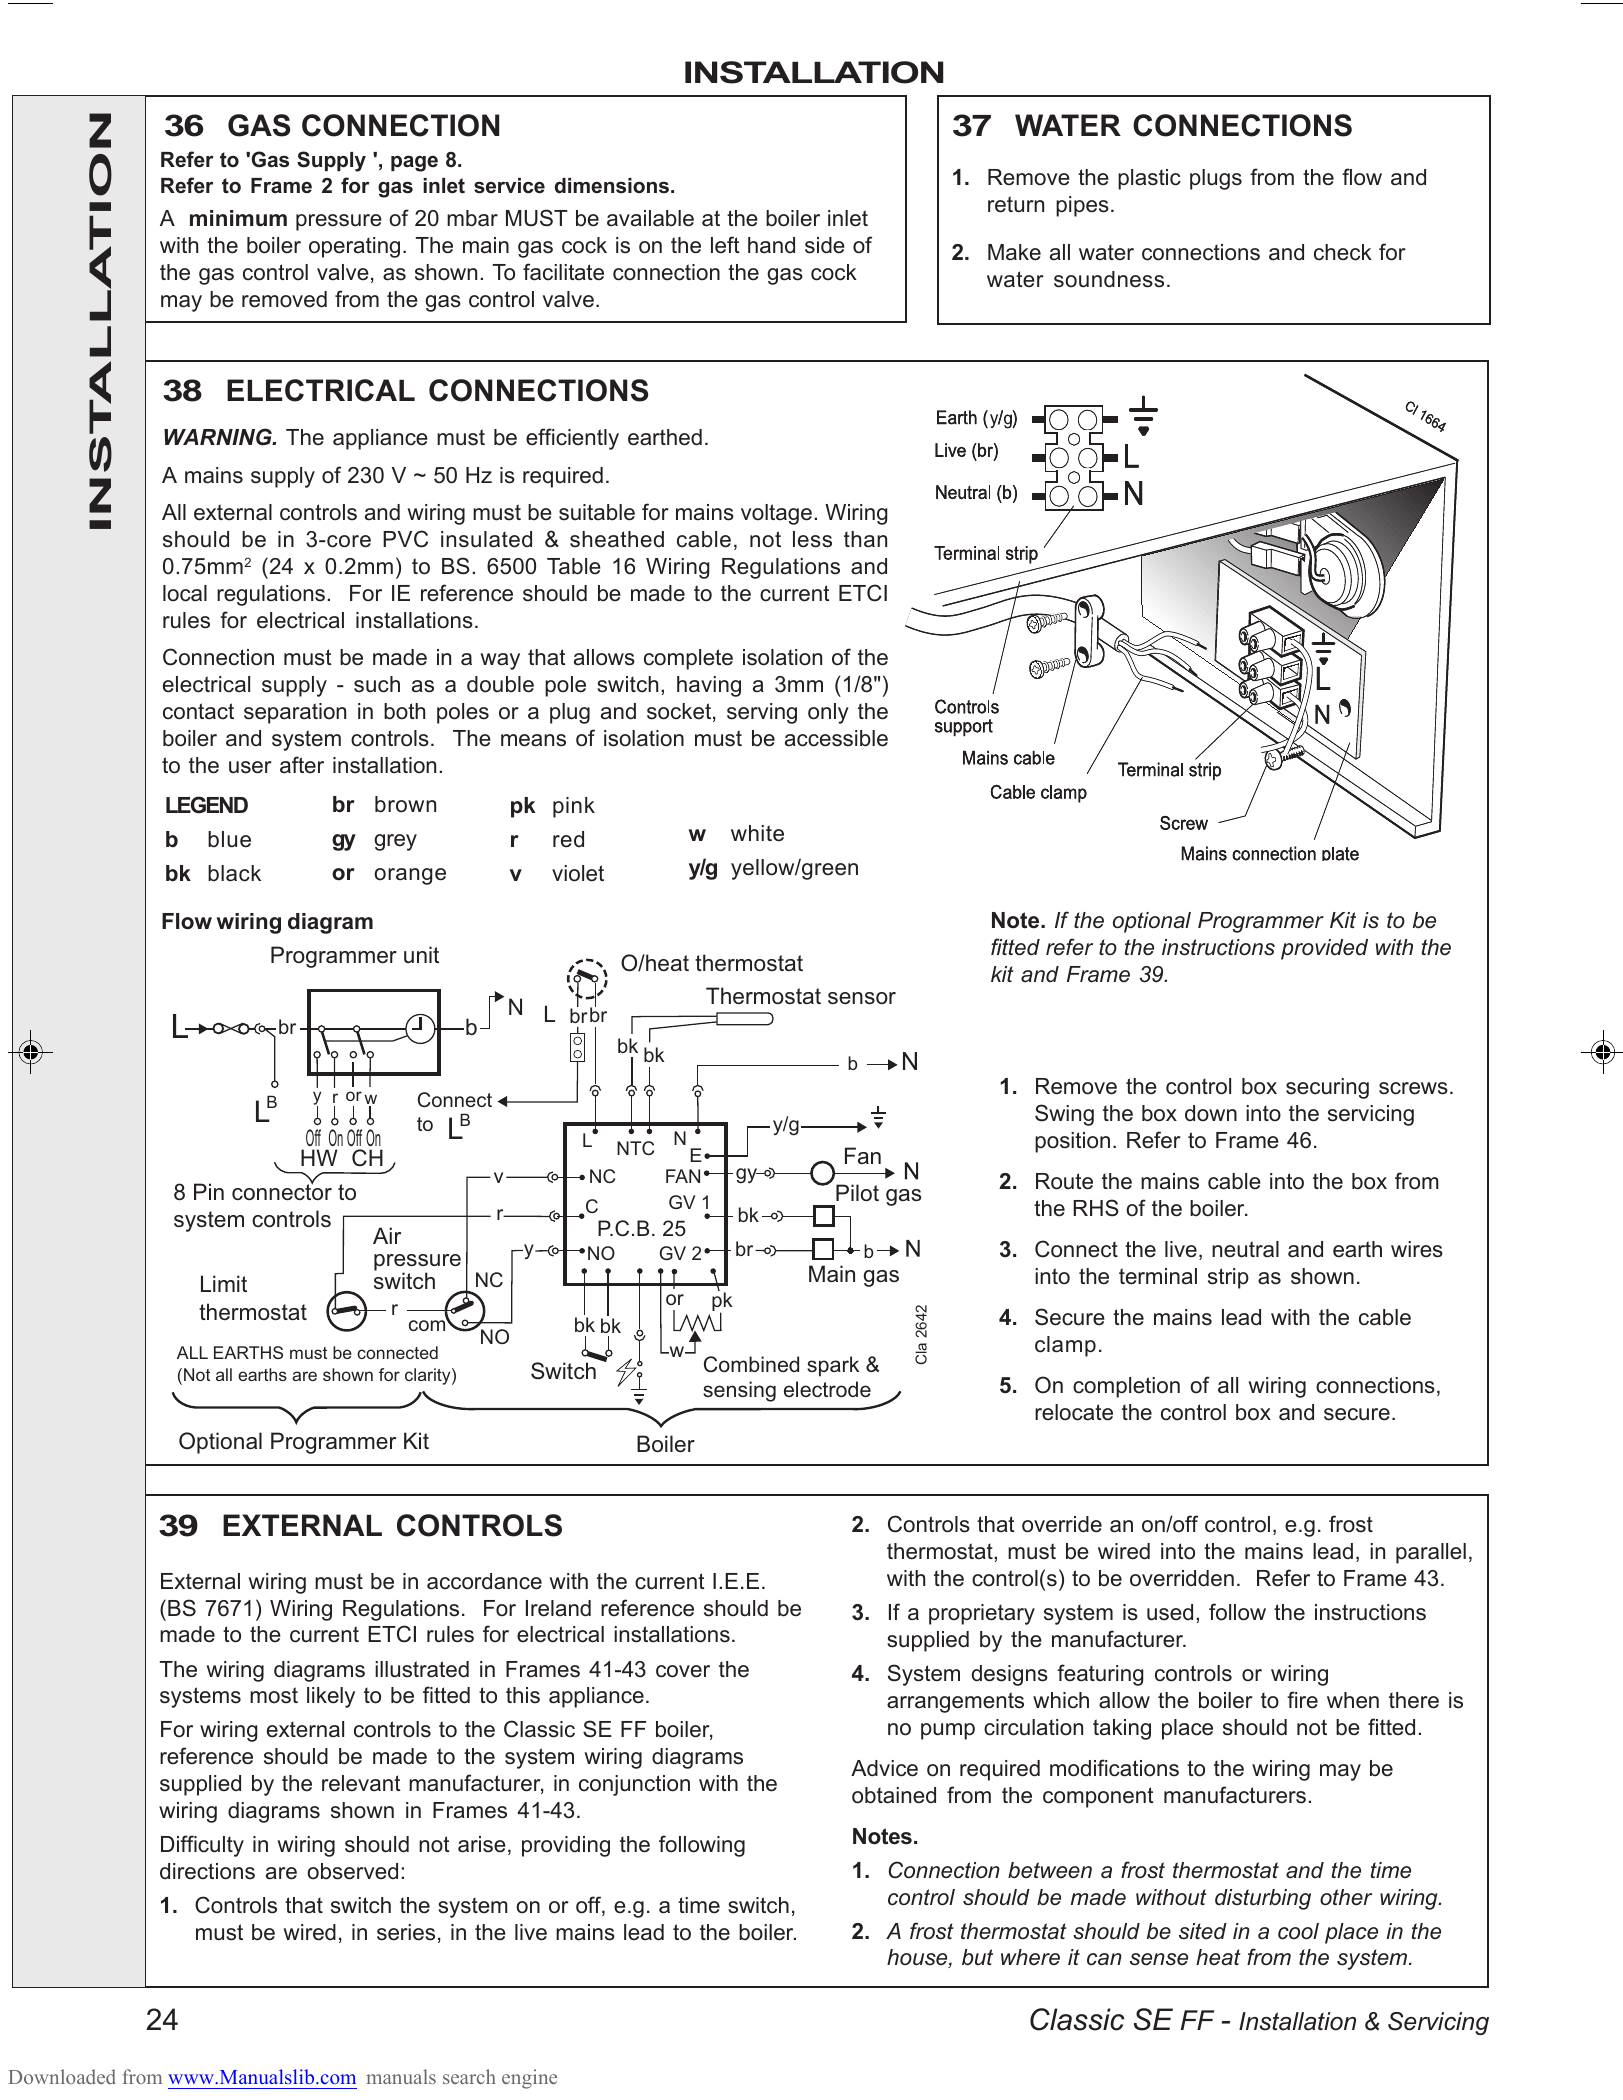 INSTALLATION
INSTALLATION
36 GAS CONNECTION
Refer to 'Gas Supply ', page 8.
Refer to Frame 2 for gas inlet service dimensions.
A minimum pressure of 20 mbar MUST be available at the boiler inlet
with the boiler operating. The main gas cock is on the left hand side of
the gas control valve, as shown. To facilitate connection the gas cock
may be removed from the gas control valve.
37 WATER CONNECTIONS
1. Remove the plastic plugs from the flow and
return pipes.
2. Make all water connections and check for
water soundness.
38 ELECTRICAL CONNECTIONS
WARNING. The appliance must be efficiently earthed.
A mains supply of 230 V ~ 50 Hz is required.
All external controls and wiring must be suitable for mains voltage. Wiring
should be in 3-core PVC insulated & sheathed cable, not less than
0.75mm² (24 x 0.2mm) to BS. 6500 Table 16 Wiring Regulations and
local regulations. For IE reference should be made to the current ETCI
rules for electrical installations.
Connection must be made in a way that allows complete isolation of the
electrical supply - such as a double pole switch, having a 3mm (1/8")
contact separation in both poles or a plug and socket, serving only the
boiler and system controls. The means of isolation must be accessible
to the user after installation.
LEGEND
b blue
bk black
br brown
gy grey
or orange
pk pink
r red
v violet
w white
y/g yellow/green
Earth (y/g)
Live (br)
L
Neutral (b)
N
Terminal strip
Cl 1664
L
N
Controls
support
Mains cable
Cable clamp
Terminal strip
Screw
Mains connection plate
Flow wiring diagram
Programmer unit
L
br
b
N
L B
y r or w
Off On Off On
HW CH
8 Pin connector to
system controls
O/heat thermostat
Thermostat sensor
L br br
bk bk
b N
Connect
to L B
L NTC N
E
y/g
NC FAN
gy
Fan
N
Pilot gas
C GV 1
bk
P.C.B. 25
NO GV 2
br
b N
Main gas
v
r
y
Air
pressure
switch
NC
Limit
thermostat
r
com
NO
bk bk
or pk
w
Switch
Combined spark &
sensing electrode
Cla 2642
ALL EARTHS must be connected
(Not all earths are shown for clarity)
Optional Programmer Kit
Boiler
Note. If the optional Programmer Kit is to be
fitted refer to the instructions provided with the
kit and Frame 39.
1. Remove the control box securing screws.
Swing the box down into the servicing
position. Refer to Frame 46.
2. Route the mains cable into the box from
the RHS of the boiler.
3. Connect the live, neutral and earth wires
into the terminal strip as shown.
4. Secure the mains lead with the cable
clamp.
5. On completion of all wiring connections,
relocate the control box and secure.
39 EXTERNAL CONTROLS
External wiring must be in accordance with the current I.E.E.
(BS 7671) Wiring Regulations. For Ireland reference should be
made to the current ETCI rules for electrical installations.
The wiring diagrams illustrated in Frames 41-43 cover the
systems most likely to be fitted to this appliance.
For wiring external controls to the Classic SE FF boiler,
reference should be made to the system wiring diagrams
supplied by the relevant manufacturer, in conjunction with the
wiring diagrams shown in Frames 41-43.
Difficulty in wiring should not arise, providing the following
directions are observed:
1. Controls that switch the system on or off, e.g. a time switch,
must be wired, in series, in the live mains lead to the boiler.
2. Controls that override an on/off control, e.g. frost
thermostat, must be wired into the mains lead, in parallel,
with the control(s) to be overridden. Refer to Frame 43.
3. If a proprietary system is used, follow the instructions
supplied by the manufacturer.
4. System designs featuring controls or wiring
arrangements which allow the boiler to fire when there is
no pump circulation taking place should not be fitted.
Advice on required modifications to the wiring may be
obtained from the component manufacturers.
Notes.
1. Connection between a frost thermostat and the time
control should be made without disturbing other wiring.
2. A frost thermostat should be sited in a cool place in the
house, but where it can sense heat from the system.
24
Classic SE FF - Installation & Servicing
Downloaded from www.Manualslib.com manuals search engine